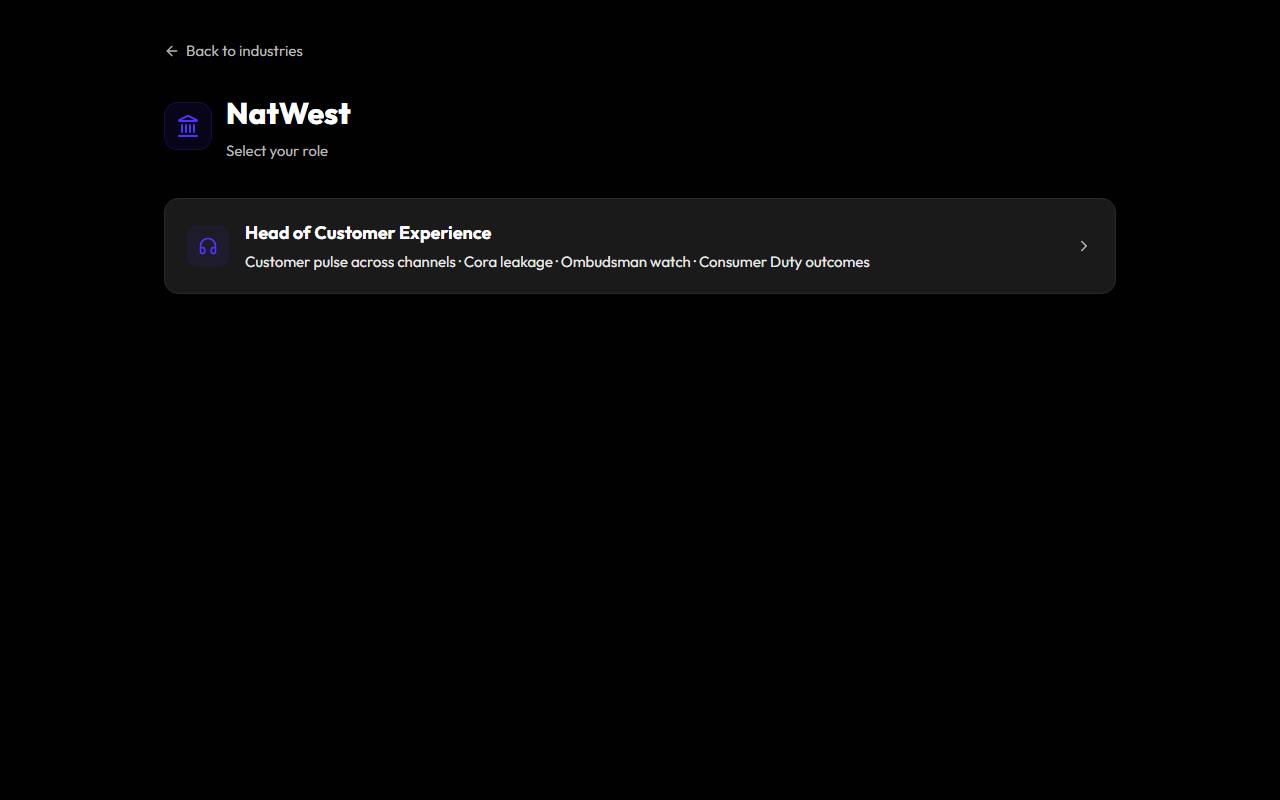 Back to industries
NatWest
Select your role
Head of Customer Experience
Customer pulse across channels · Cora leakage · Ombudsman watch · Consumer Duty outcomes